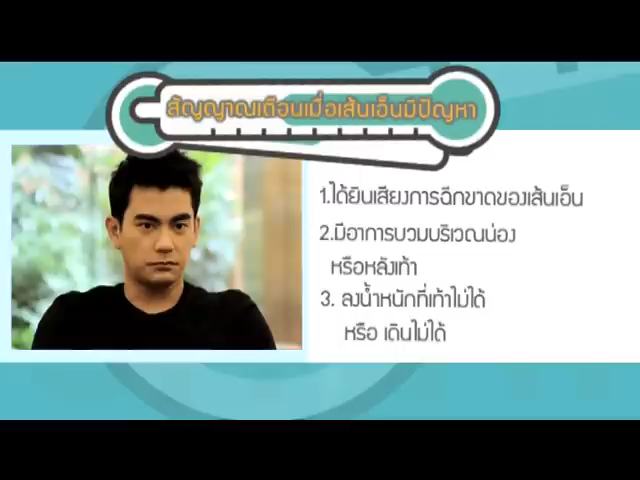 สัญญาณเตือนเมื่อเส้นเอ็นมีปัญหา
1.ได้ยินเสียงการฉีกขาดของเส้นเอ็น
2.มีอาการบวมบริเวณน่อง
หรือหลังเท้า
3. ลงน้ำหนักที่เท้าไม่ได้
หรือ เดินไม่ได้